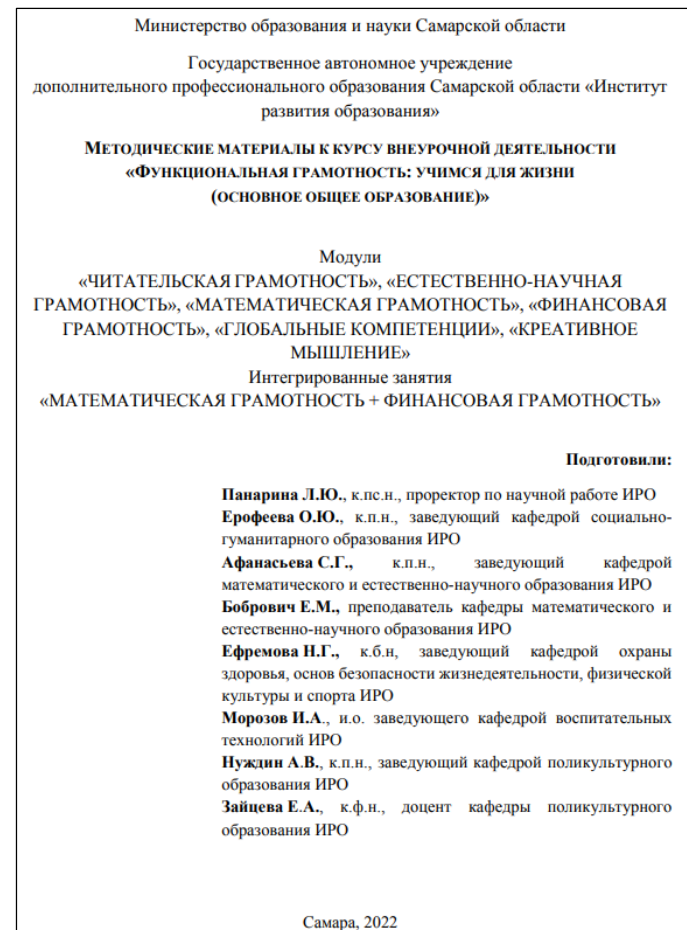 Министерство образования и науки Самарской области
Государственное автономное учреждение
дополнительного профессионального образования Самарской области «Институт
развития образования»
МЕТОДИЧЕСКИЕ МАТЕРИАЛЫ К КУРСУ ВНЕУРОЧНОЙ ДЕЯТЕЛЬНОСТИ
«ФУНКЦИОНАЛЬНАЯ ГРАМОТНОСТЬ: УЧИМСЯ ДЛЯ ЖИЗНИ
(ОСНОВНОЕ ОБЩЕЕ ОБРАЗОВАНИЕ)»
Модули
«ЧИТАТЕЛЬСКАЯ ГРАМОТНОСТЬ», «ЕСТЕСТВЕННО-НАУЧНАЯ
ГРАМОТНОСТЬ», «МАТЕМАТИЧЕСКАЯ ГРАМОТНОСТЬ», «ФИНАНСОВАЯ
ГРАМОТНОСТЬ», «ГЛОБАЛЬНЫЕ КОМПЕТЕНЦИИ», «КРЕАТИВНОЕ
МЫШЛЕНИЕ»
Интегрированные занятия
«МАТЕМАТИЧЕСКАЯ ГРАМОТНОСТЬ + ФИНАНСОВАЯ ГРАМОТНОСТЬ»
Подготовили:
Панарина Л.Ю., к.пс.н., проректор по научной работе ИРО
Ерофеева О.Ю., к.п.н., заведующий кафедрой социально-
гуманитарного образования ИРО
Афанасьева С.Г., к.п.н., заведующий кафедрой
математического и естественно-научного образования ИРО
Бобрович Е.М., преподаватель кафедры математического и
естественно-научного образования ИРО
Ефремова Н.Г., к.б.н, заведующий кафедрой охраны
здоровья, основ безопасности жизнедеятельности, физической
культуры и спорта ИРО
Морозов И.А., и.о. заведующего кафедрой воспитательных
технологий ИРО
Нуждин А.В., к.п.н., заведующий кафедрой поликультурного
образования ИРО
Зайцева Е.А., к.ф.н., доцент кафедры поликультурного
образования ИРО
Самара, 2022